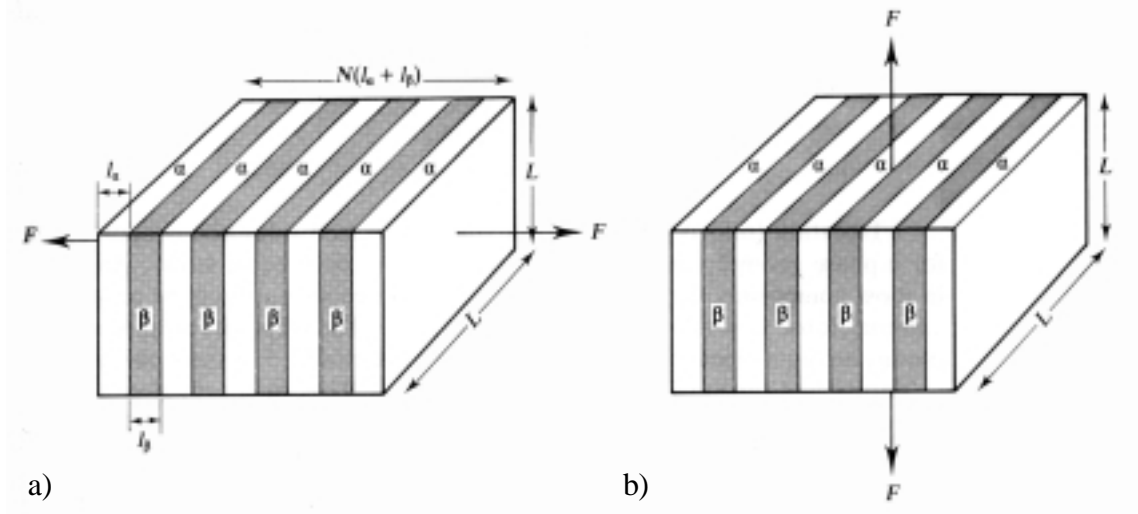 F
N(lα + lβ)
α α α α α
lα
L
F
F
β β β β
L
lβ
a)
F
α α α α α
L
β β β β
L
F
b)